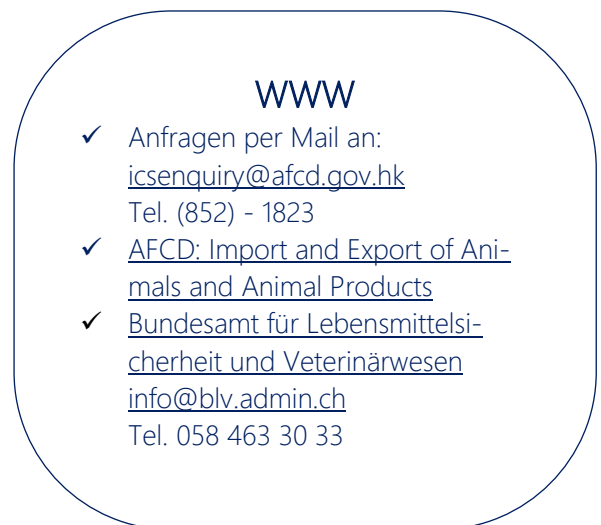 WWW
✓ Anfragen per Mail an:
icsenquiry@afcd.gov.hk
Tel. (852) - 1823
✓ AFCD: Import and Export of Ani-
mals and Animal Products
✓ Bundesamt für Lebensmittelsi-
cherheit und Veterinärwesen
info@blv.admin.ch
Tel. 058 463 30 33